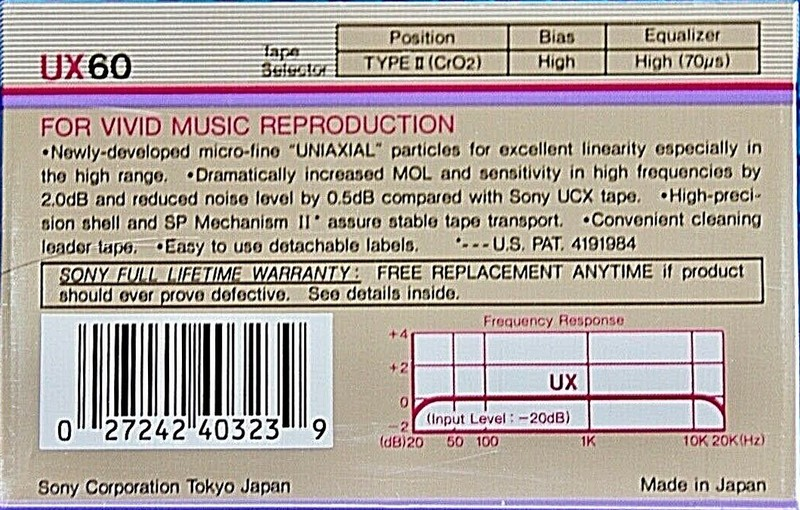 Position Bias Equalizer
UX60 Tape Selector TYPE II (CrO2) High High (70μs)
FOR VIVID MUSIC REPRODUCTION
•Newly-developed micro-fine "UNIAXIAL" particles for excellent linearity especially in
the high range. •Dramatically increased MOL and sensitivity in high frequencies by
2.0dB and reduced noise level by 0.5dB compared with Sony UCX tape. •High-preci-
sion shell and SP Mechanism II* assure stable tape transport. •Convenient cleaning
leader tape. •Easy to use detachable labels. *---U.S. PAT. 4191984
SONY FULL LIFETIME WARRANTY: FREE REPLACEMENT ANYTIME if product
should ever prove defective. See details inside.
0 27242 40323 9
Frequency Response
+4
+2
UX
0
(Input Level : −20dB)
−2
(dB) 20 50 100 1K 10K 20K (Hz)
Sony Corporation Tokyo Japan Made in Japan